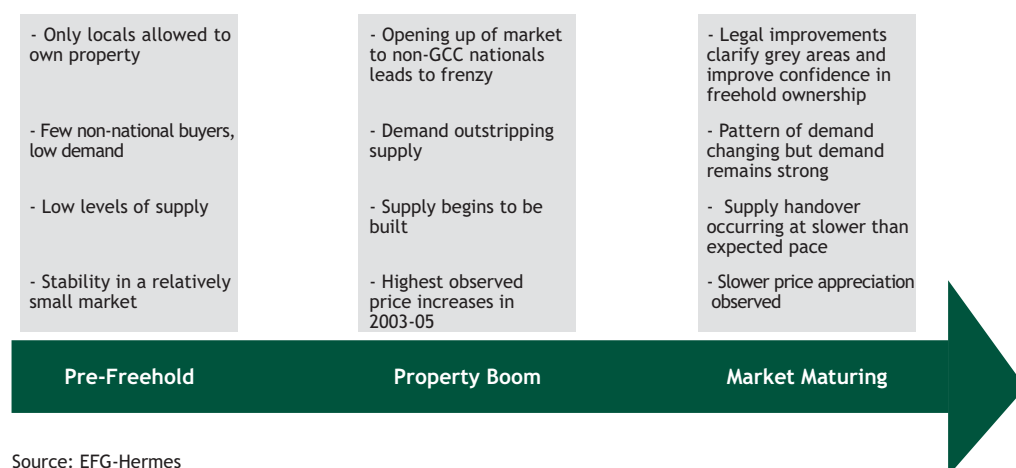 - Only locals allowed to
own property
- Few non-national buyers,
low demand
- Low levels of supply
- Stability in a relatively
small market
- Opening up of market
to non-GCC nationals
leads to frenzy
- Demand outstripping
supply
- Supply begins to be
built
- Highest observed
price increases in
2003-05
- Legal improvements
clarify grey areas and
improve confidence in
freehold ownership
- Pattern of demand
changing but demand
remains strong
- Supply handover
occurring at slower than
expected pace
- Slower price appreciation
observed
Pre-Freehold
Property Boom
Market Maturing
Source: EFG-Hermes